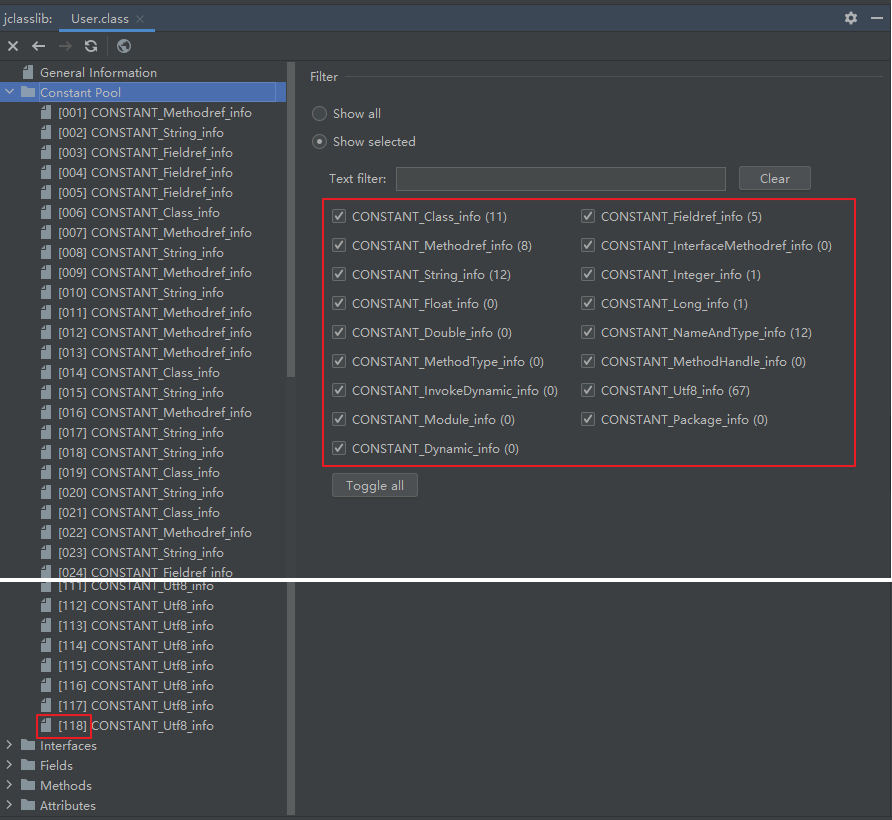 jclasslib: User.class
General Information
Constant Pool
[001] CONSTANT_Methodref_info
[002] CONSTANT_String_info
[003] CONSTANT_Fieldref_info
[004] CONSTANT_Fieldref_info
[005] CONSTANT_Fieldref_info
[006] CONSTANT_Class_info
[007] CONSTANT_Methodref_info
[008] CONSTANT_String_info
[009] CONSTANT_Methodref_info
[010] CONSTANT_String_info
[011] CONSTANT_Methodref_info
[012] CONSTANT_Methodref_info
[013] CONSTANT_Methodref_info
[014] CONSTANT_Class_info
[015] CONSTANT_String_info
[016] CONSTANT_Methodref_info
[017] CONSTANT_String_info
[018] CONSTANT_String_info
[019] CONSTANT_Class_info
[020] CONSTANT_String_info
[021] CONSTANT_Class_info
[022] CONSTANT_Methodref_info
[023] CONSTANT_String_info
[024] CONSTANT_Fieldref_info
[111] CONSTANT_Utf8_info
[112] CONSTANT_Utf8_info
[113] CONSTANT_Utf8_info
[114] CONSTANT_Utf8_info
[115] CONSTANT_Utf8_info
[116] CONSTANT_Utf8_info
[117] CONSTANT_Utf8_info
[118] CONSTANT_Utf8_info
Interfaces
Fields
Methods
Attributes
Filter
Show all
Show selected
Text filter: Clear
CONSTANT_Class_info (11) CONSTANT_Fieldref_info (5)
CONSTANT_Methodref_info (8) CONSTANT_InterfaceMethodref_info (0)
CONSTANT_String_info (12) CONSTANT_Integer_info (1)
CONSTANT_Float_info (0) CONSTANT_Long_info (1)
CONSTANT_Double_info (0) CONSTANT_NameAndType_info (12)
CONSTANT_MethodType_info (0) CONSTANT_MethodHandle_info (0)
CONSTANT_InvokeDynamic_info (0) CONSTANT_Utf8_info (67)
CONSTANT_Module_info (0) CONSTANT_Package_info (0)
CONSTANT_Dynamic_info (0)
Toggle all